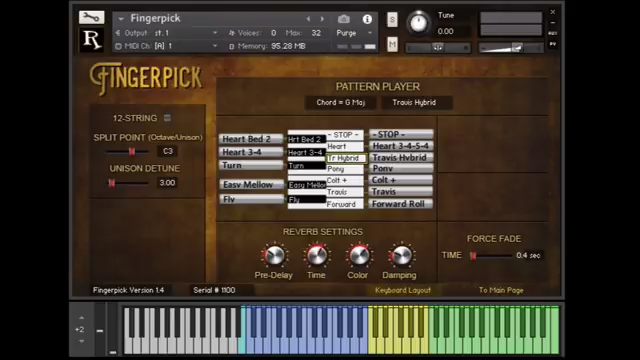 Fingerpick
Output: st. 1
Voices: 0
Max: 32
Purge
MIDI Ch: [A] 1
Memory: 95.28 MB
S
M
Tune
0.00
Rx
FINGERPICK
PATTERN PLAYER
Chord = G Maj
Travis Hybrid
12-STRING
SPLIT POINT (Octave/Unison)
C3
UNISON DETUNE
3.00
Heart Bed 2
Heart 3-4
Turn
Easy Mellow
Fly
Hrt Bed 2
Heart 3-4
Turn
Easy Mello
Fly
- STOP -
Heart
Tr Hybrid
Pony
Colt +
Travis
Forward
- STOP -
Heart 3-4-5-4
Travis Hybrid
Pony
Colt +
Travis
Forward Roll
REVERB SETTINGS
Pre-Delay
Time
Color
Damping
FORCE FADE
TIME
0.4 sec
Fingerpick Version 1.4
Serial # 1100
Keyboard Layout
To Main Page
+2